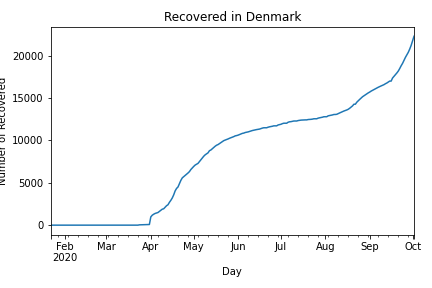 Recovered in Denmark
Number of Recovered
20000
15000
10000
5000
0
Feb Mar Apr May Jun Jul Aug Sep Oct
2020
Day